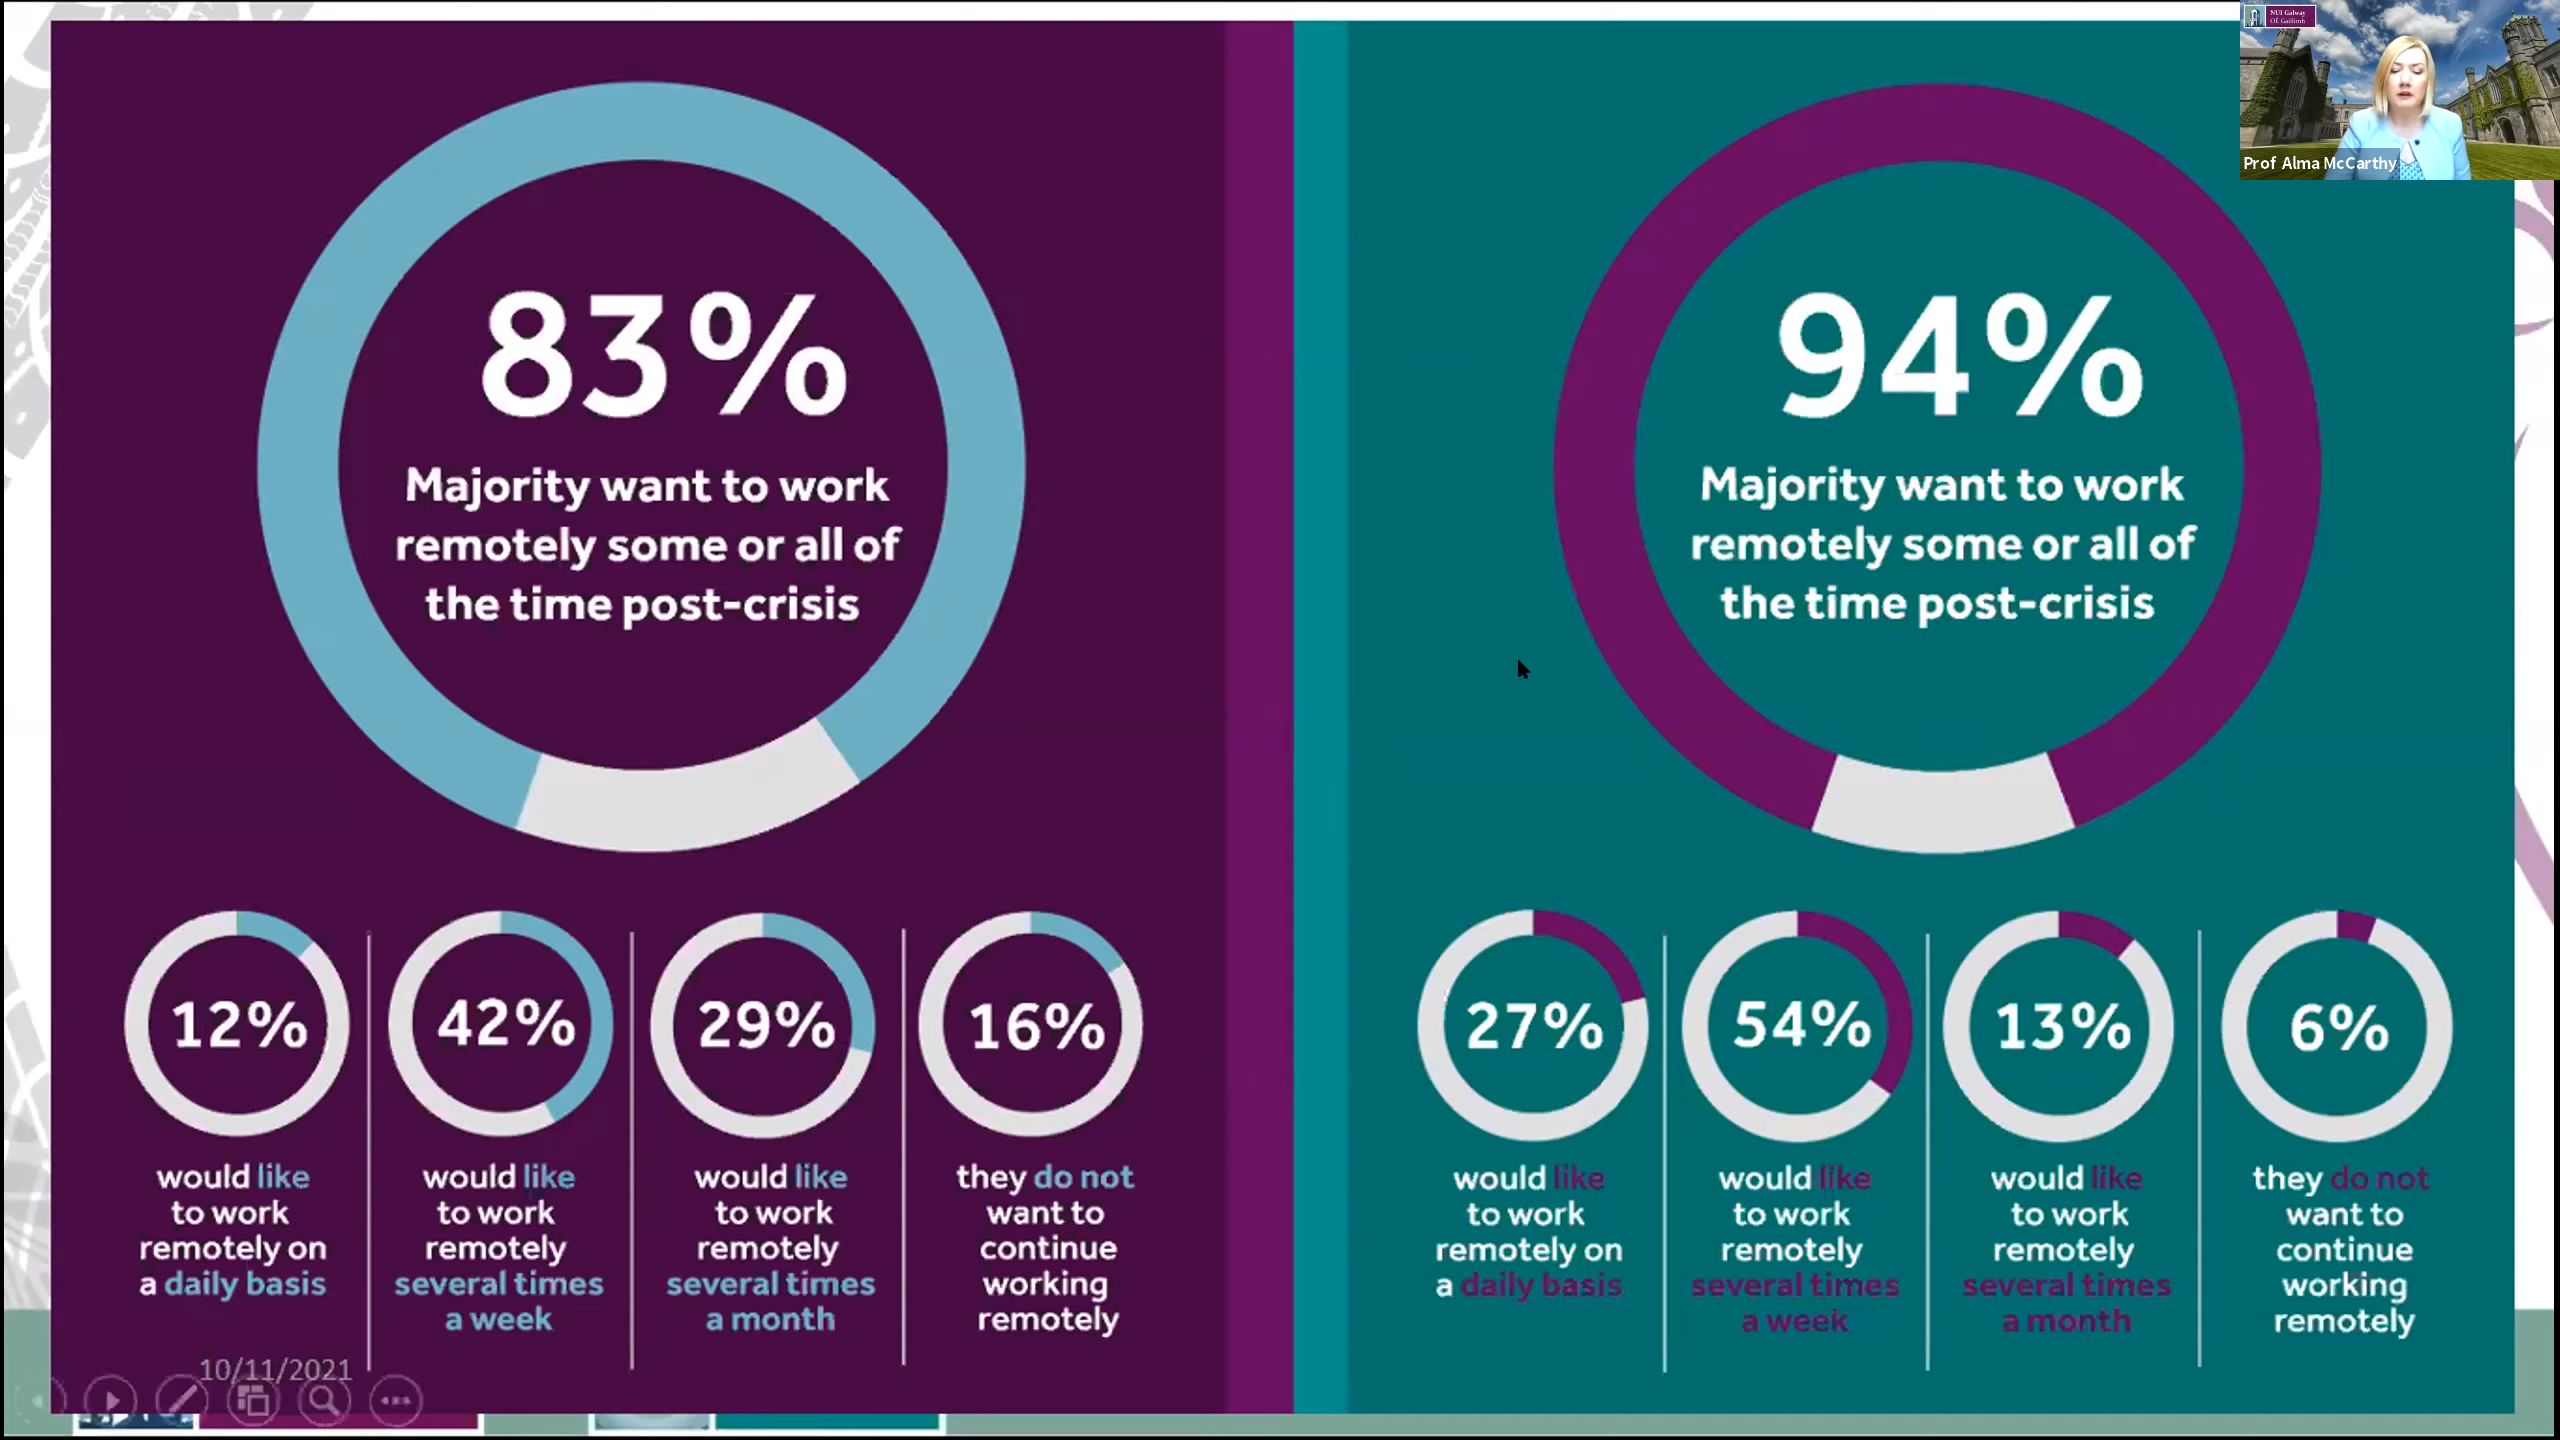 NUI Galway
OÉ Gaillimh
Prof Alma McCarthy
83%
Majority want to work
remotely some or all of
the time post-crisis
12%
would like
to work
remotely on
a daily basis
42%
would like
to work
remotely
several times
a week
29%
would like
to work
remotely
several times
a month
16%
they do not
want to
continue
working
remotely
94%
Majority want to work
remotely some or all of
the time post-crisis
27%
would like
to work
remotely on
a daily basis
54%
would like
to work
remotely
several times
a week
13%
would like
to work
remotely
several times
a month
6%
they do not
want to
continue
working
remotely
10/11/2021